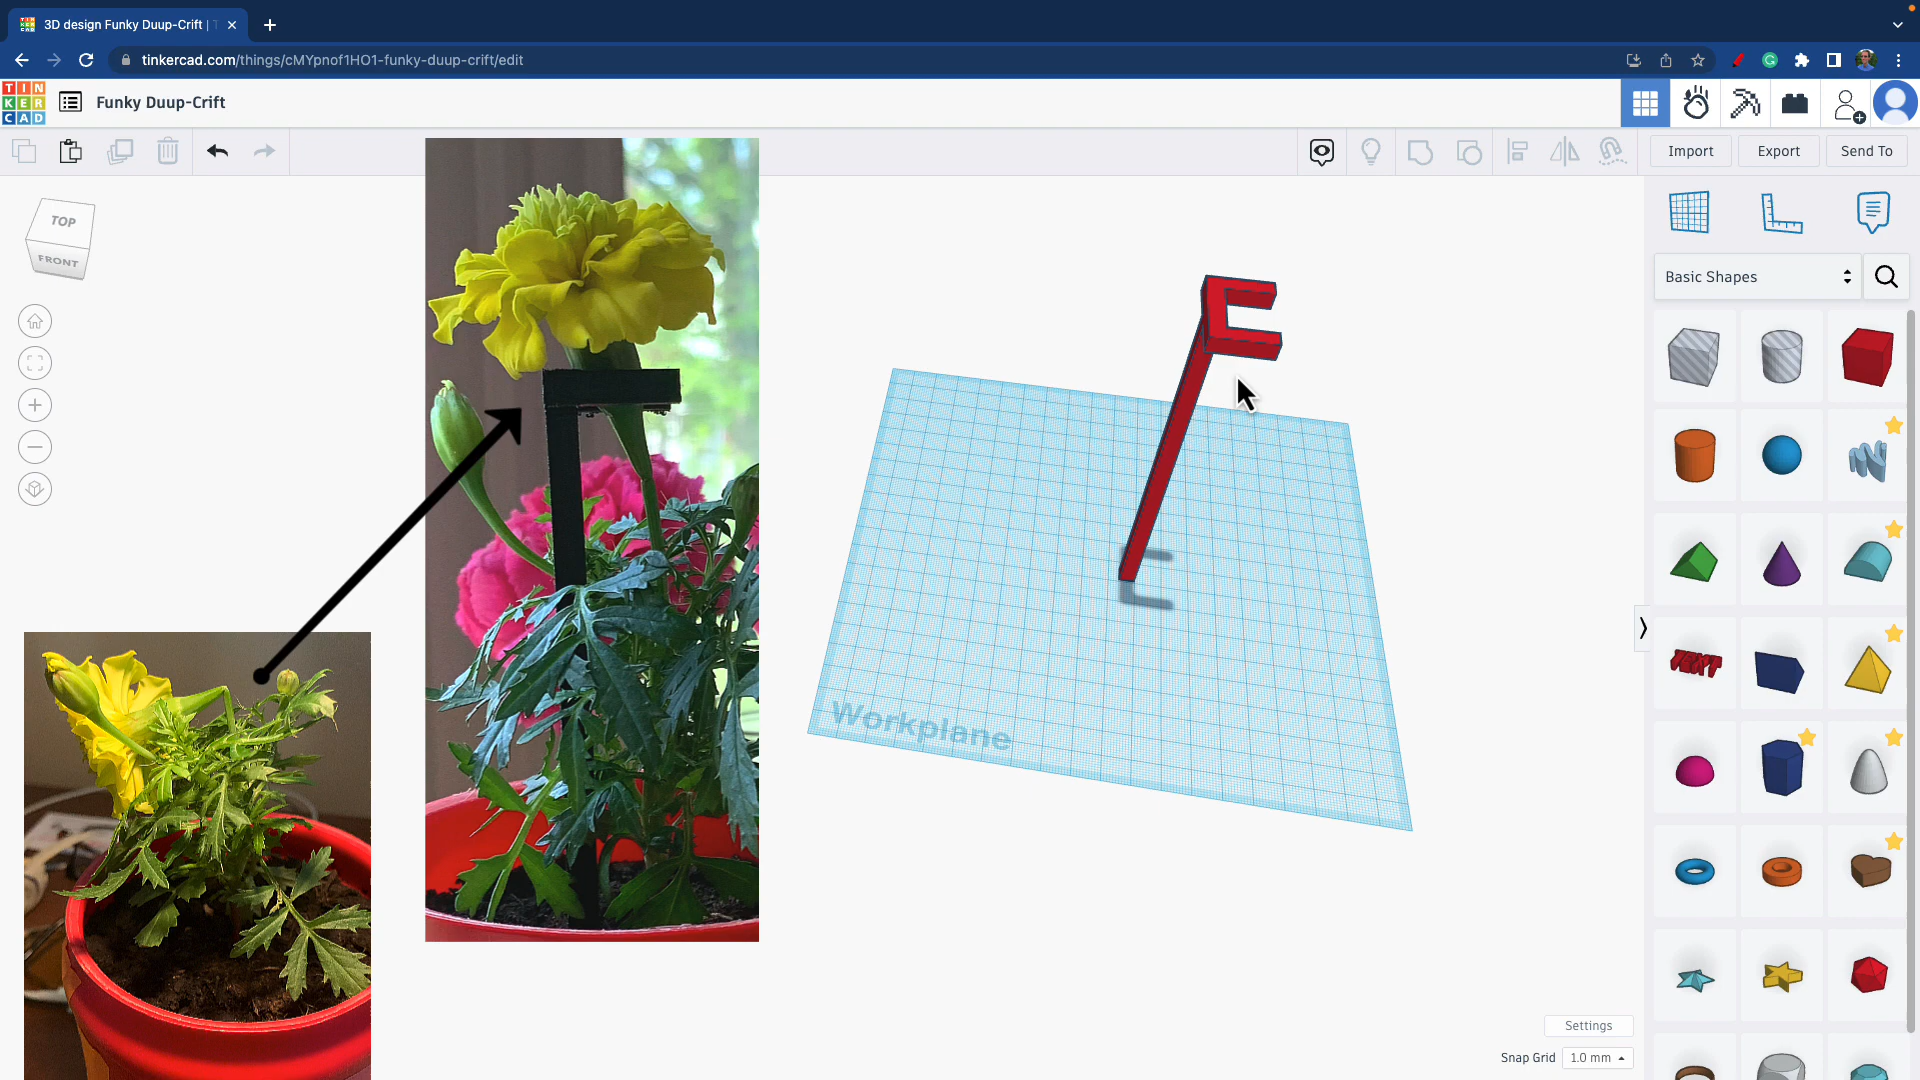 3D design Funky Duup-Crift |
tinkercad.com/things/cMYpnof1HO1-funky-duup-crift/edit
TIN
KER
CAD
Funky Duup-Crift
Import
Export
Send To
TOP
FRONT
Basic Shapes
TEXT
Workplane
Settings
Snap Grid
1.0 mm